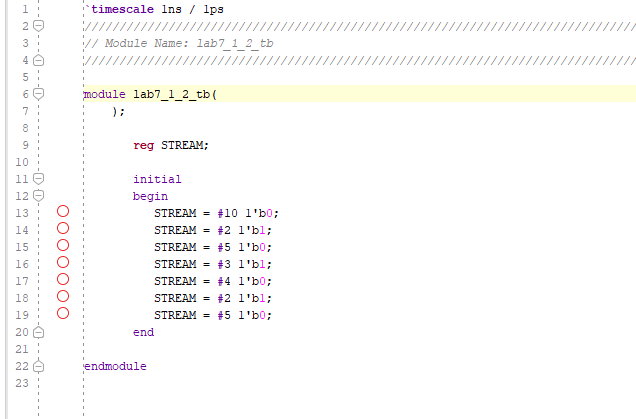 1 `timescale 1ns / 1ps
2 ////////////////////////////////////////////////////////////////////////////////
3 // Module Name: lab7_1_2_tb
4 ////////////////////////////////////////////////////////////////////////////////
5
6 module lab7_1_2_tb(
7 );
8
9 reg STREAM;
10
11 initial
12 begin
13 STREAM = #10 1'b0;
14 STREAM = #2 1'b1;
15 STREAM = #5 1'b0;
16 STREAM = #3 1'b1;
17 STREAM = #4 1'b0;
18 STREAM = #2 1'b1;
19 STREAM = #5 1'b0;
20 end
21
22 endmodule
23